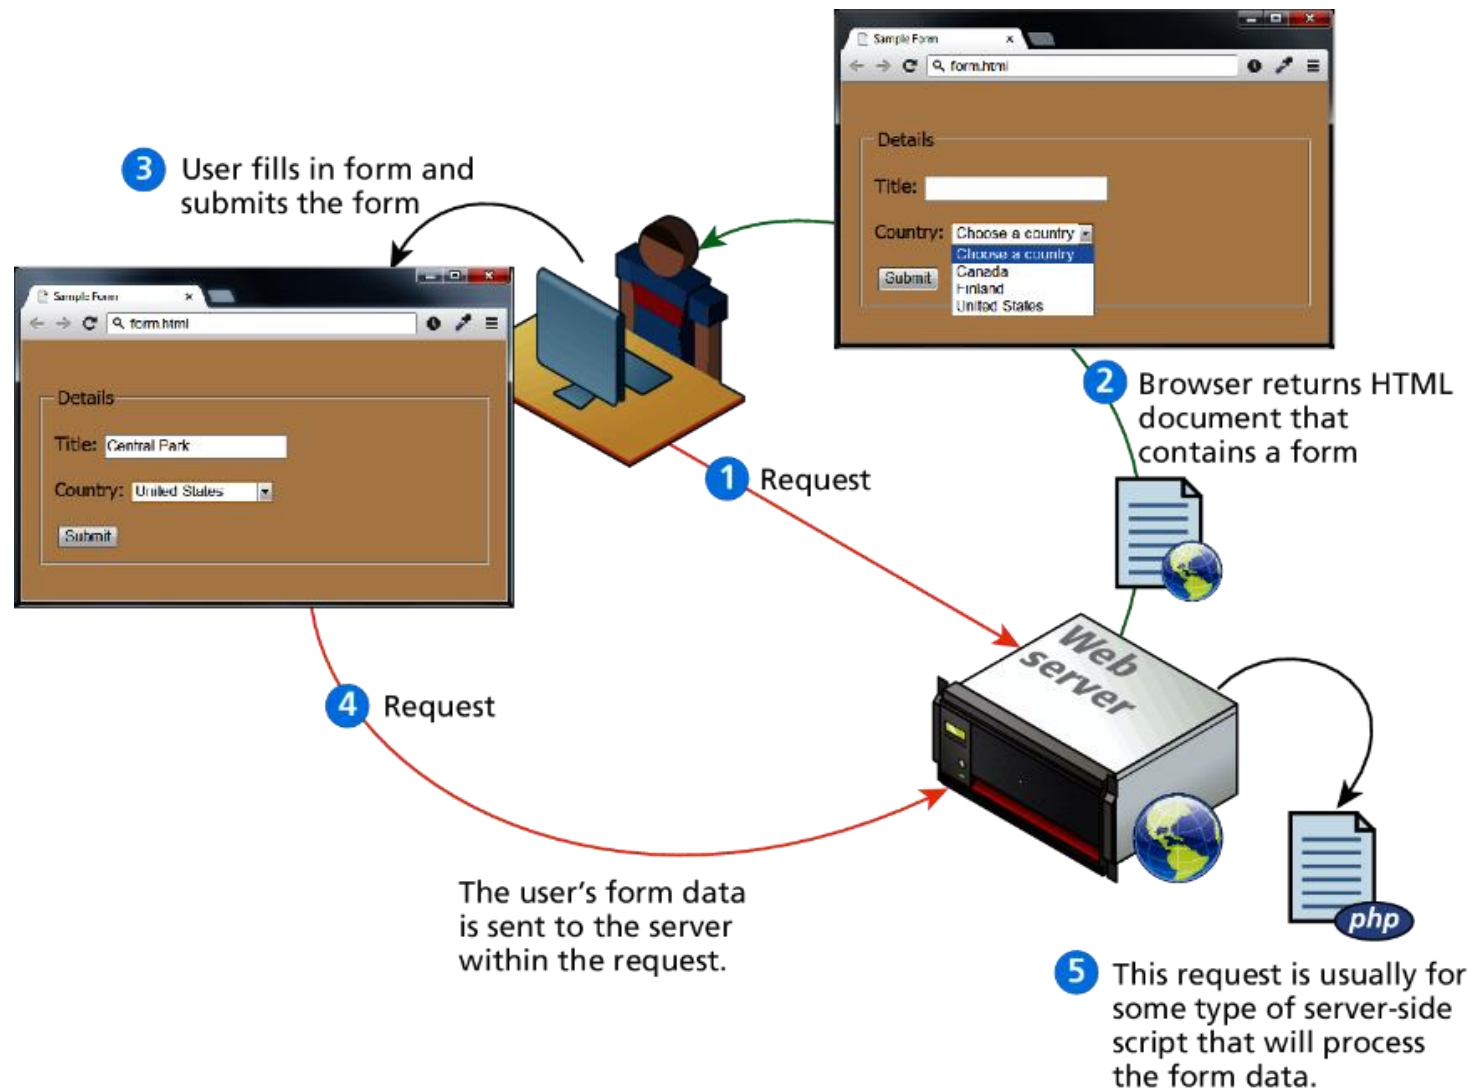 Sample Form
form.html
Details
Title:
Country: Choose a country
Choose a country
Canada
Finland
United States
Submit
3 User fills in form and
submits the form
Sample Form
form.html
Details
Title: Central Park
Country: United States
Submit
2 Browser returns HTML
document that
contains a form
1 Request
Web
server
4 Request
The user's form data
is sent to the server
within the request.
php
5 This request is usually for
some type of server-side
script that will process
the form data.